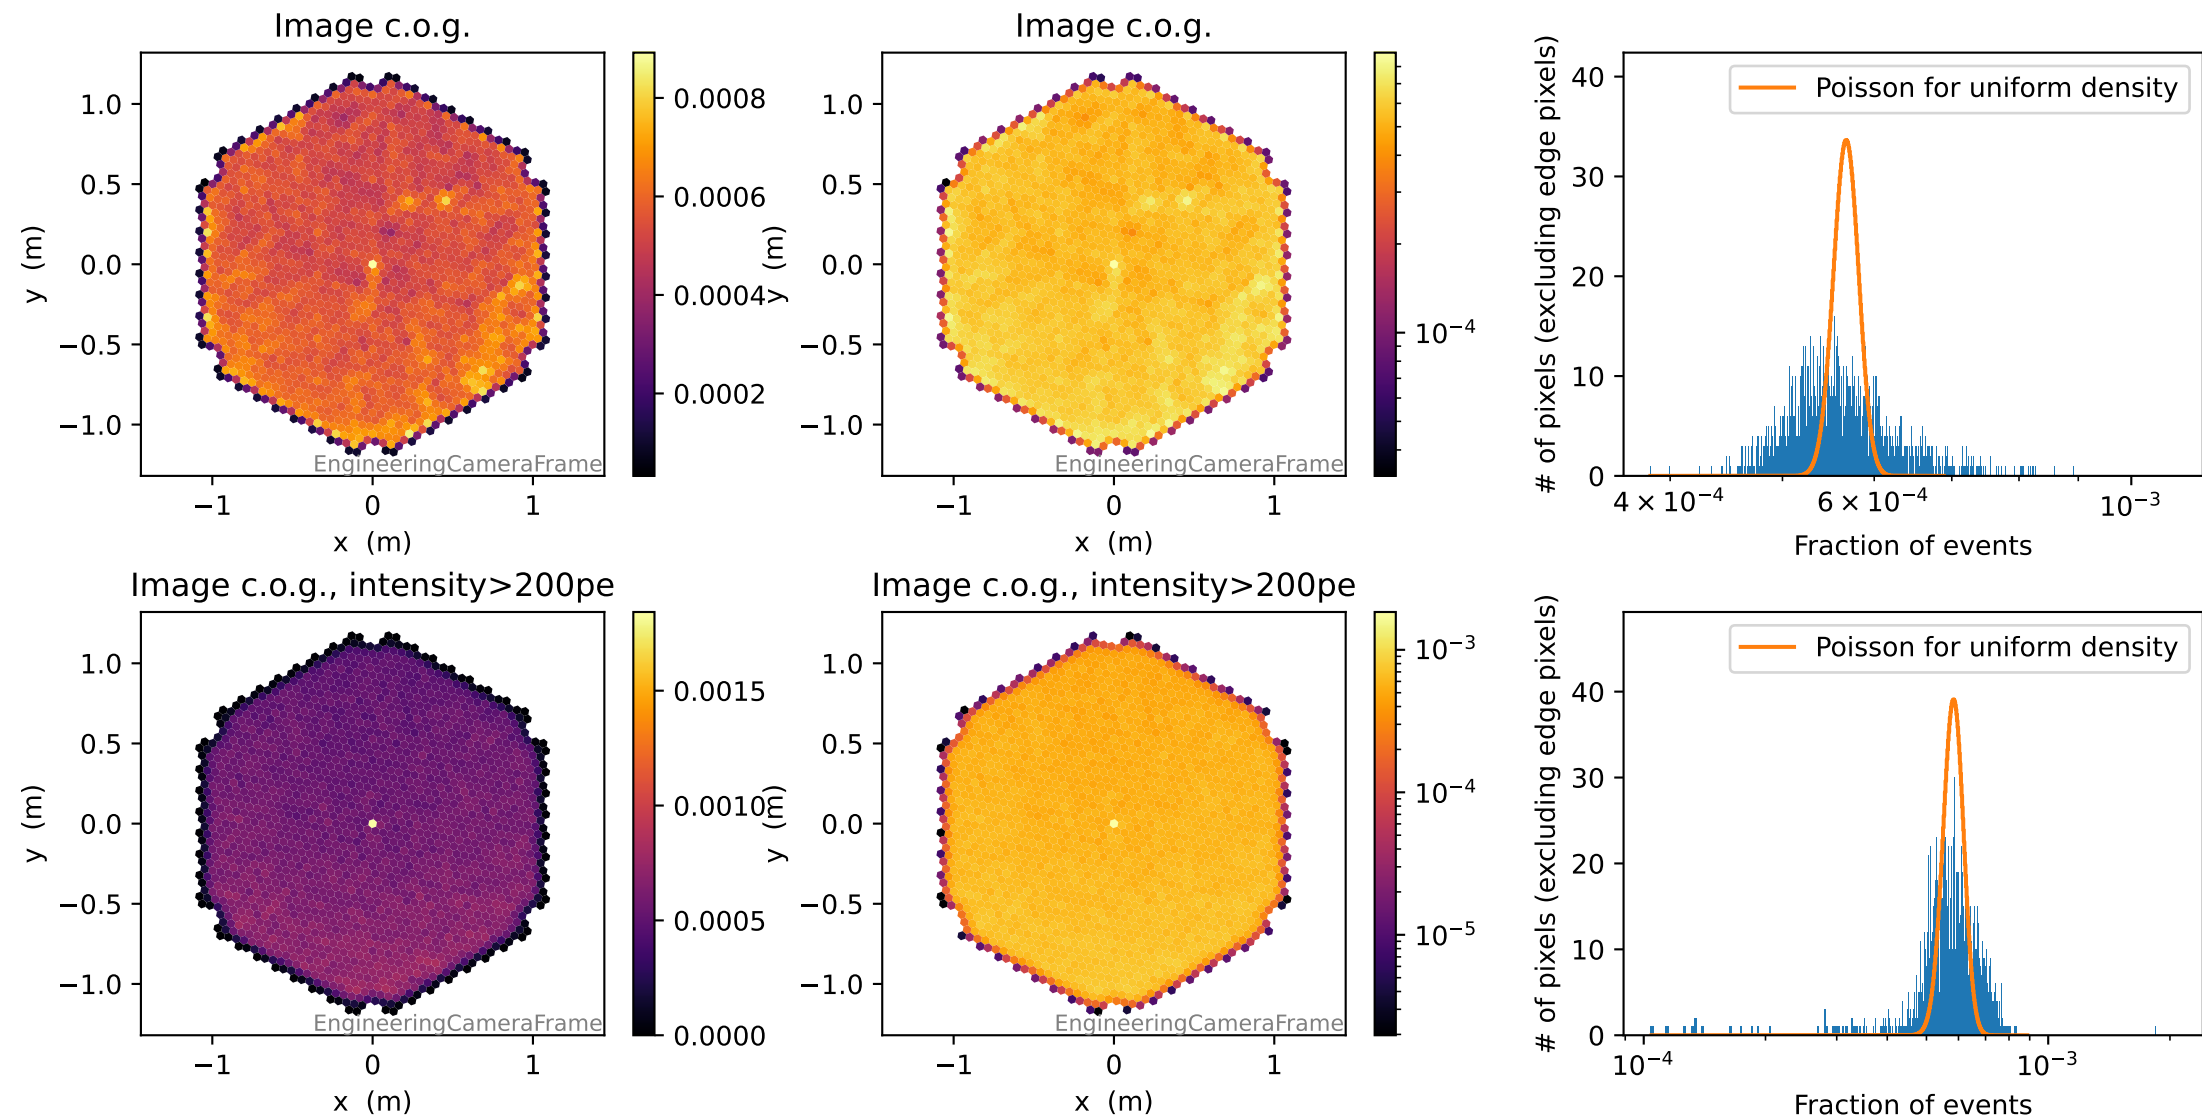 Image c.o.g.
1.0
0.5
0.0
−0.5
−1.0
y (m)
−1 0 1
x (m)
EngineeringCameraFrame
0.0008
0.0006
0.0004
0.0002
Image c.o.g.
1.0
0.5
0.0
−0.5
−1.0
y (m)
−1 0 1
x (m)
EngineeringCameraFrame
10⁻⁴
# of pixels (excluding edge pixels)
40
30
20
10
0
Poisson for uniform density
4 × 10⁻⁴ 6 × 10⁻⁴ 10⁻³
Fraction of events
Image c.o.g., intensity>200pe
1.0
0.5
0.0
−0.5
−1.0
y (m)
−1 0 1
x (m)
EngineeringCameraFrame
0.0015
0.0010
0.0005
0.0000
Image c.o.g., intensity>200pe
1.0
0.5
0.0
−0.5
−1.0
y (m)
−1 0 1
x (m)
EngineeringCameraFrame
10⁻³
10⁻⁴
10⁻⁵
# of pixels (excluding edge pixels)
40
30
20
10
0
Poisson for uniform density
10⁻⁴ 10⁻³
Fraction of events